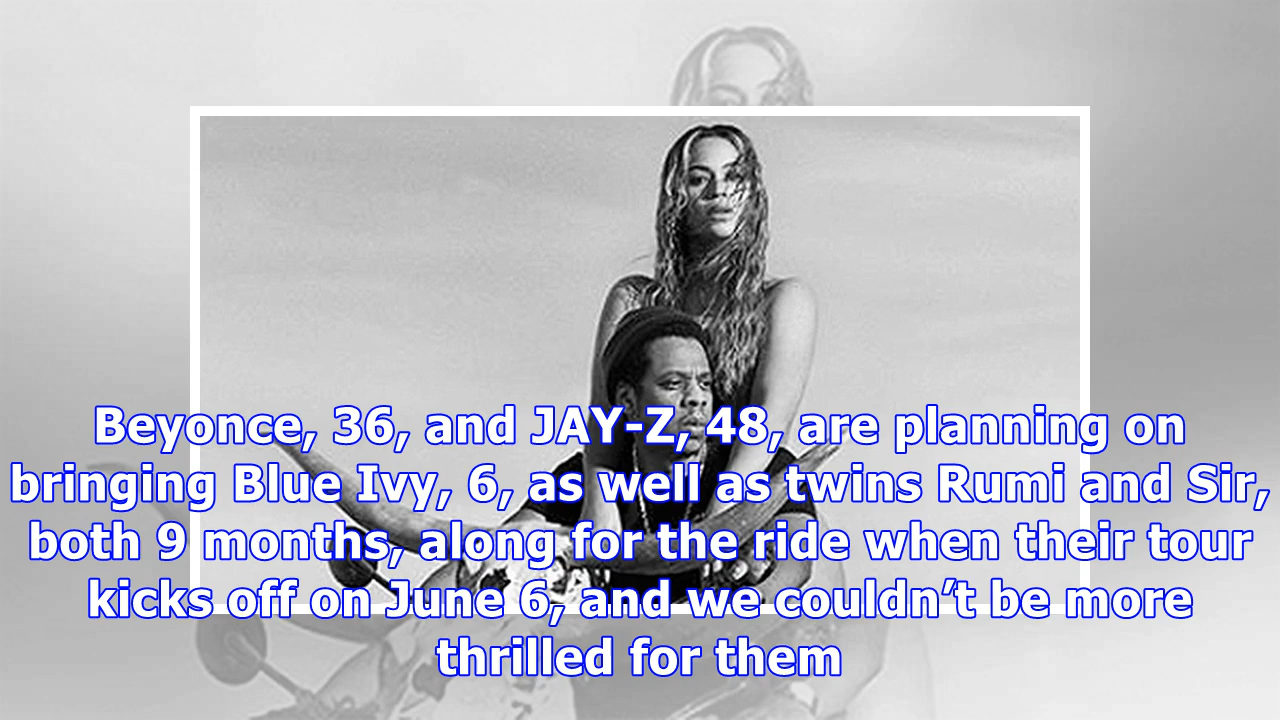 Beyonce, 36, and JAY-Z, 48, are planning on
bringing Blue Ivy, 6, as well as twins Rumi and Sir,
both 9 months, along for the ride when their tour
kicks off on June 6, and we couldn’t be more
thrilled for them